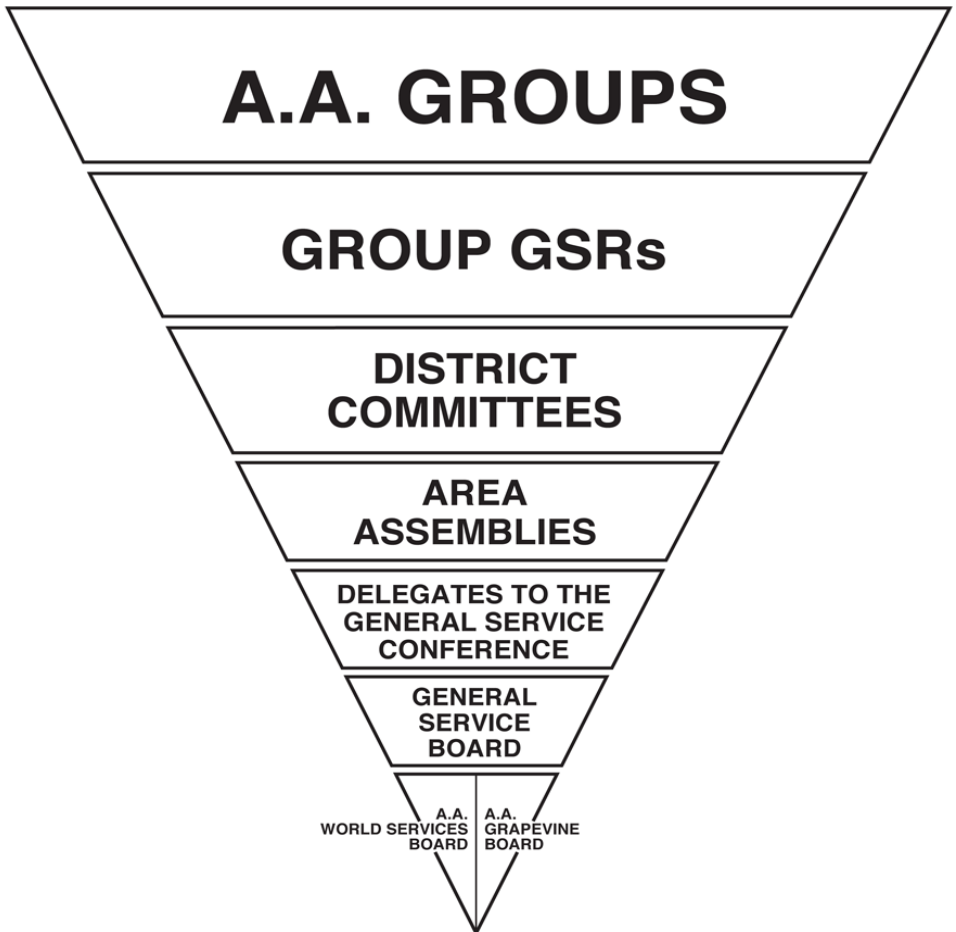 A.A. GROUPS
GROUP GSRs
DISTRICT
COMMITTEES
AREA
ASSEMBLIES
DELEGATES TO THE
GENERAL SERVICE
CONFERENCE
GENERAL
SERVICE
BOARD
A.A.
WORLD SERVICES
BOARD
A.A.
GRAPEVINE
BOARD